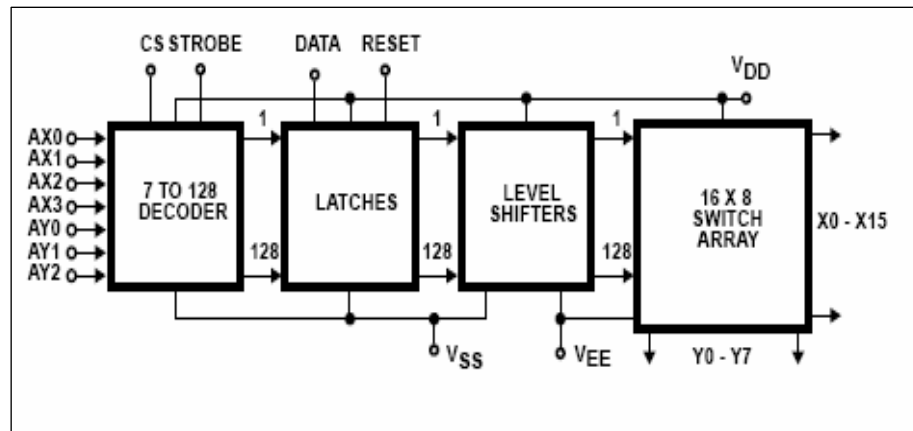 CS STROBE DATA RESET
VDD
AX0
AX1
AX2
AX3
AY0
AY1
AY2
7 TO 128
DECODER
1
128
LATCHES
1
128
LEVEL
SHIFTERS
1
128
16 X 8
SWITCH
ARRAY
X0 - X15
VSS
VEE
Y0 - Y7